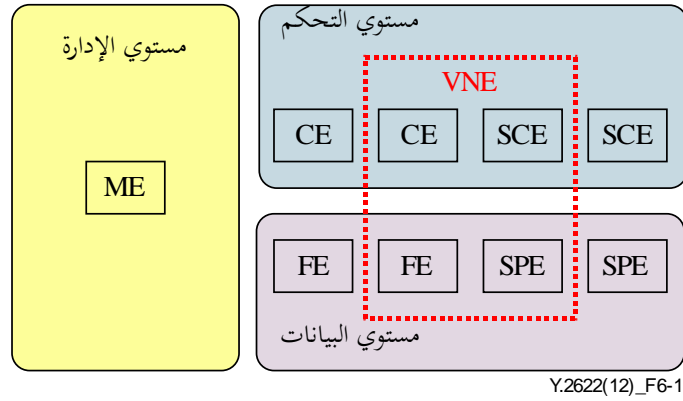 مستوي التحكم
مستوي الإدارة
VNE
CE CE SCE SCE
ME
FE FE SPE SPE
مستوي البيانات
Y.2622(12)_F6-1